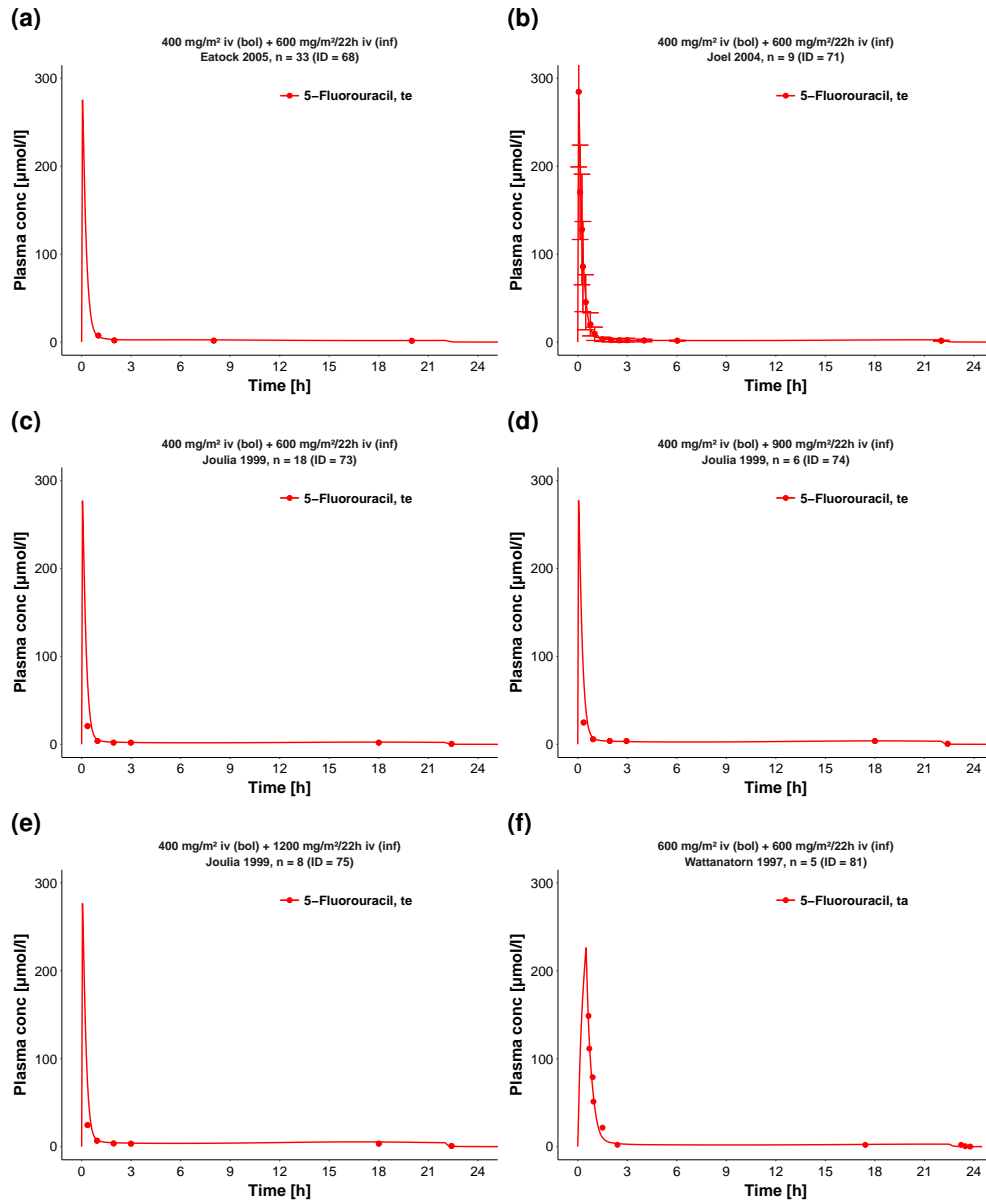 (a)
400 mg/m² iv (bol) + 600 mg/m²/22h iv (inf)
Eatock 2005, n = 33 (ID = 68)
5−Fluorouracil, te
Plasma conc [µmol/l]
300
200
100
0
0 3 6 9 12 15 18 21 24
Time [h]
(b)
400 mg/m² iv (bol) + 600 mg/m²/22h iv (inf)
Joel 2004, n = 9 (ID = 71)
5−Fluorouracil, te
Plasma conc [µmol/l]
300
200
100
0
0 3 6 9 12 15 18 21 24
Time [h]
(c)
400 mg/m² iv (bol) + 600 mg/m²/22h iv (inf)
Joulia 1999, n = 18 (ID = 73)
5−Fluorouracil, te
Plasma conc [µmol/l]
300
200
100
0
0 3 6 9 12 15 18 21 24
Time [h]
(d)
400 mg/m² iv (bol) + 900 mg/m²/22h iv (inf)
Joulia 1999, n = 6 (ID = 74)
5−Fluorouracil, te
Plasma conc [µmol/l]
300
200
100
0
0 3 6 9 12 15 18 21 24
Time [h]
(e)
400 mg/m² iv (bol) + 1200 mg/m²/22h iv (inf)
Joulia 1999, n = 8 (ID = 75)
5−Fluorouracil, te
Plasma conc [µmol/l]
300
200
100
0
0 3 6 9 12 15 18 21 24
Time [h]
(f)
600 mg/m² iv (bol) + 600 mg/m²/22h iv (inf)
Wattanatorn 1997, n = 5 (ID = 81)
5−Fluorouracil, ta
Plasma conc [µmol/l]
300
200
100
0
0 3 6 9 12 15 18 21 24
Time [h]